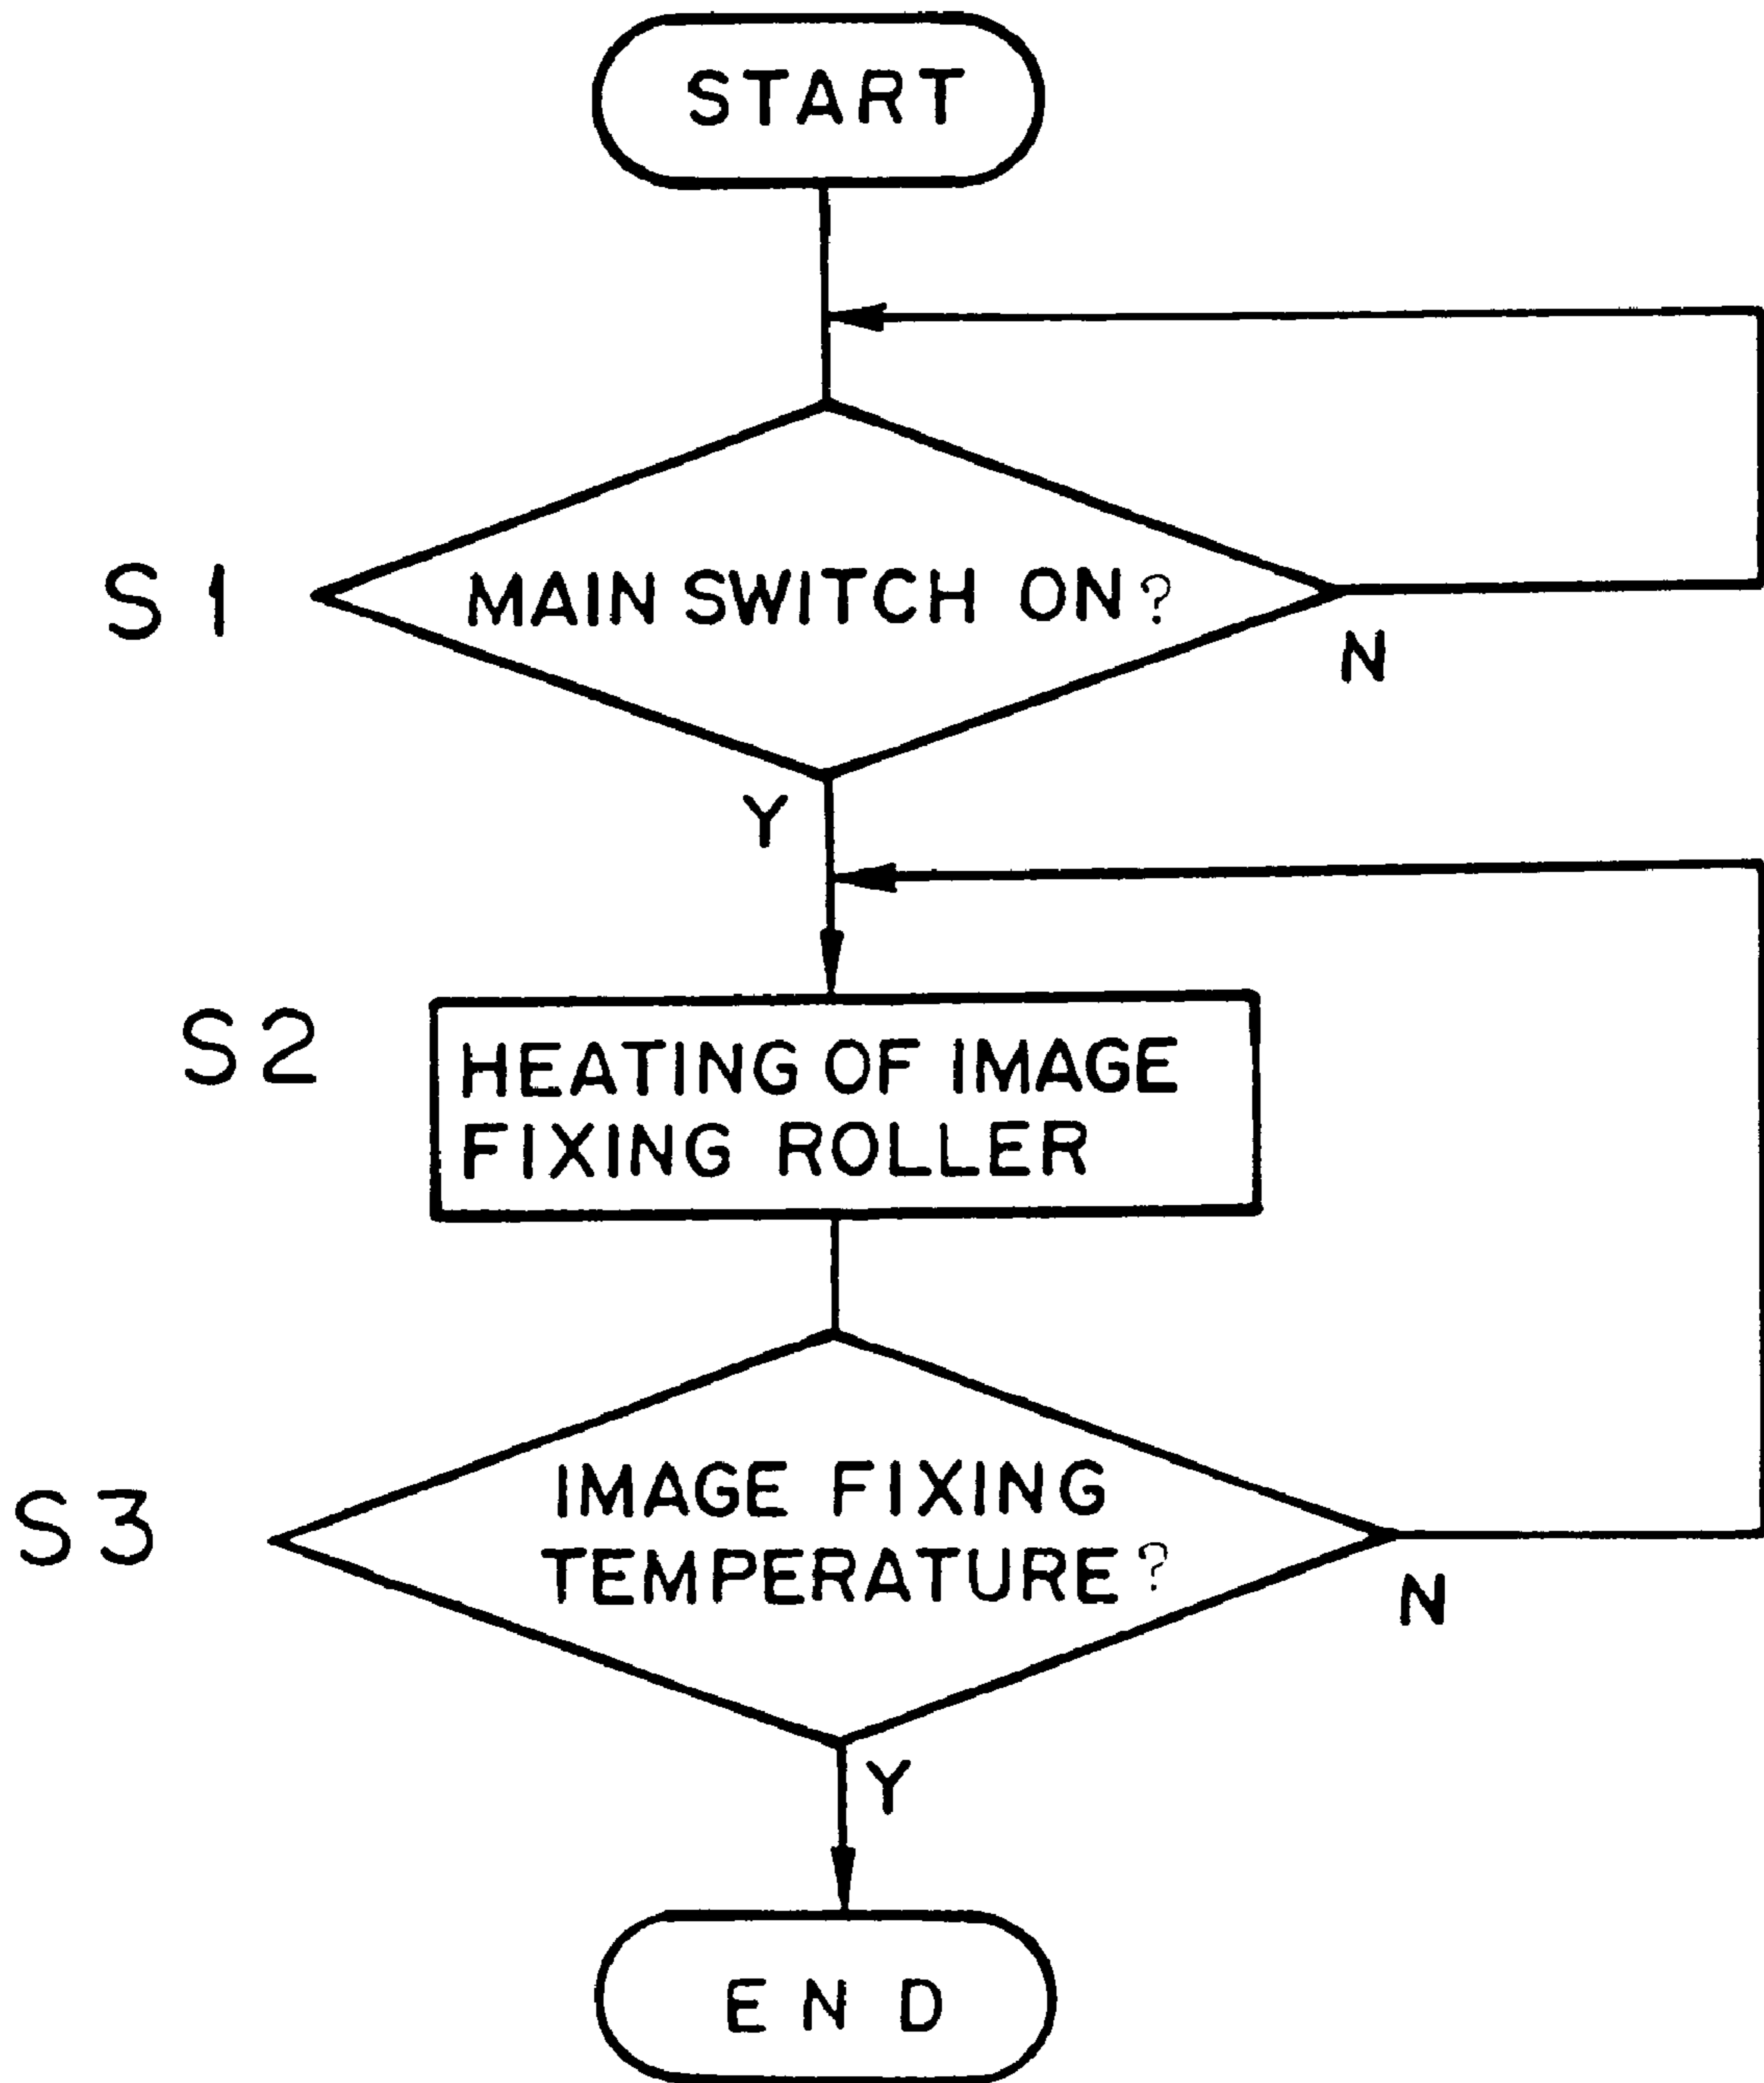 START
S1
MAIN SWITCH ON?
N
Y
S2
HEATING OF IMAGE
FIXING ROLLER
S3
IMAGE FIXING
TEMPERATURE?
N
Y
END